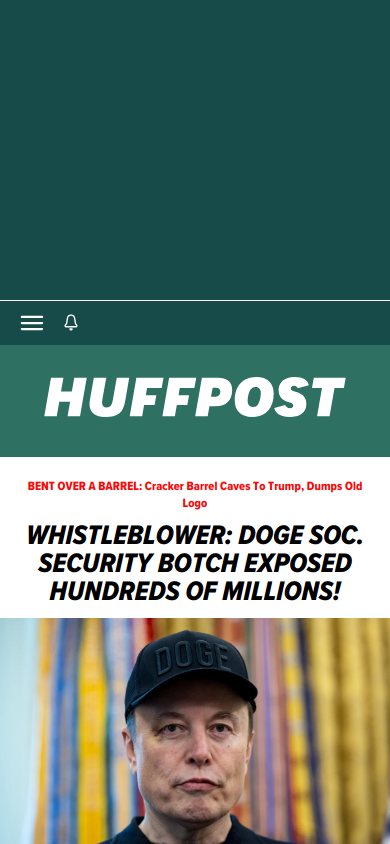 HUFFPOST
BENT OVER A BARREL: Cracker Barrel Caves To Trump, Dumps Old
Logo
WHISTLEBLOWER: DOGE SOC.
SECURITY BOTCH EXPOSED
HUNDREDS OF MILLIONS!
DOGE